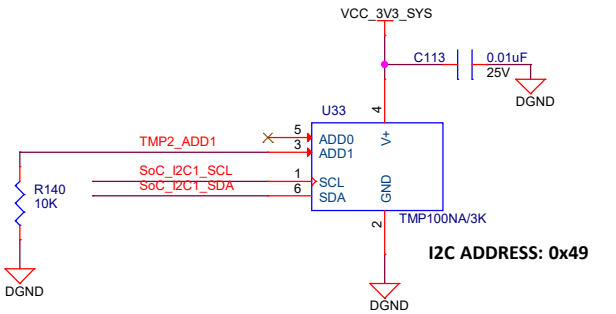 VCC_3V3_SYS
C113 0.01uF
25V
DGND
U33
4
V+
5 ADD0
TMP2_ADD1 3 ADD1
SoC_I2C1_SCL 1 SCL
SoC_I2C1_SDA 6 SDA
GND
R140
10K
2
TMP100NA/3K
I2C ADDRESS: 0x49
DGND
DGND